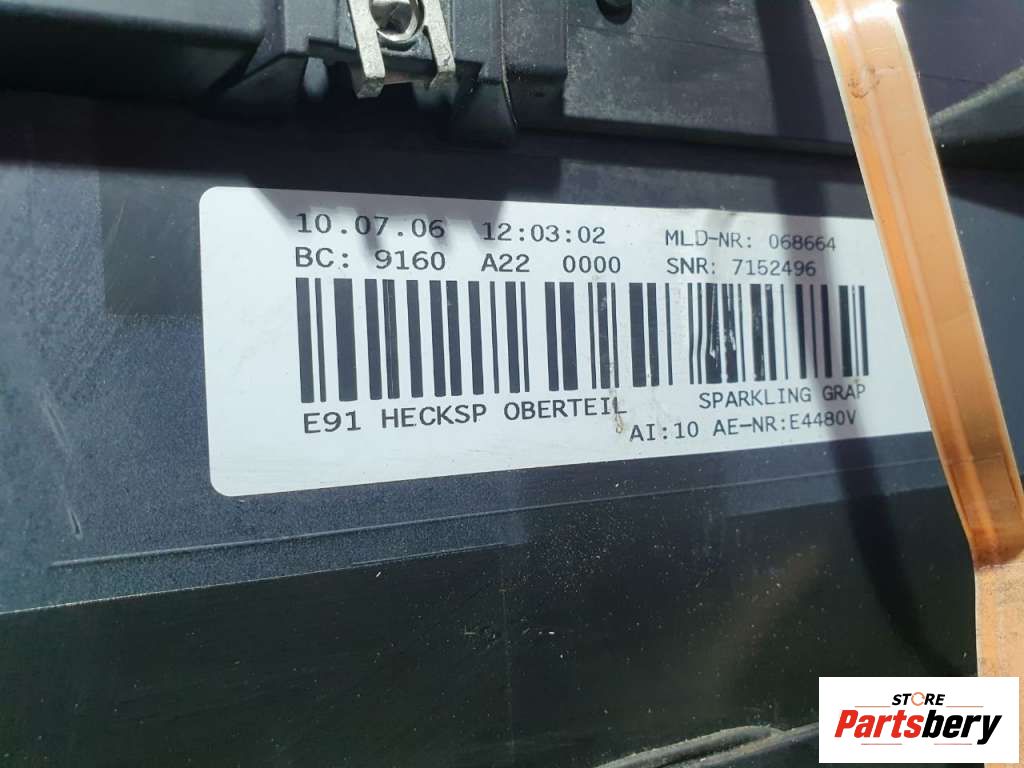 10.07.06 12:03:02 MLD-NR: 068664
BC: 9160 A22 0000 SNR: 7152496
E91 HECKSP OBERTEIL SPARKLING GRAP
AI:10 AE-NR:E4480V
STORE
Partsbery